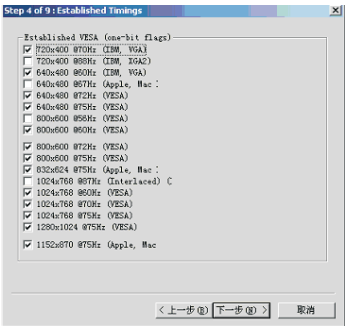 Step 4 of 9 : Established Timings
Established VESA (one-bit flags)
720x400 @70Hz (IBM, VGA)
720x400 @88Hz (IBM, XGA2)
640x480 @60Hz (IBM, VGA)
640x480 @67Hz (Apple, Mac
640x480 @72Hz (VESA)
640x480 @75Hz (VESA)
800x600 @56Hz (VESA)
800x600 @60Hz (VESA)
800x600 @72Hz (VESA)
800x600 @75Hz (VESA)
832x624 @75Hz (Apple, Mac
1024x768 @87Hz (Interlaced)
1024x768 @60Hz (VESA)
1024x768 @70Hz (VESA)
1024x768 @75Hz (VESA)
1280x1024 @75Hz (VESA)
1152x870 @75Hz (Apple, Mac
< 上一步(B) 下一步(N) > 取消